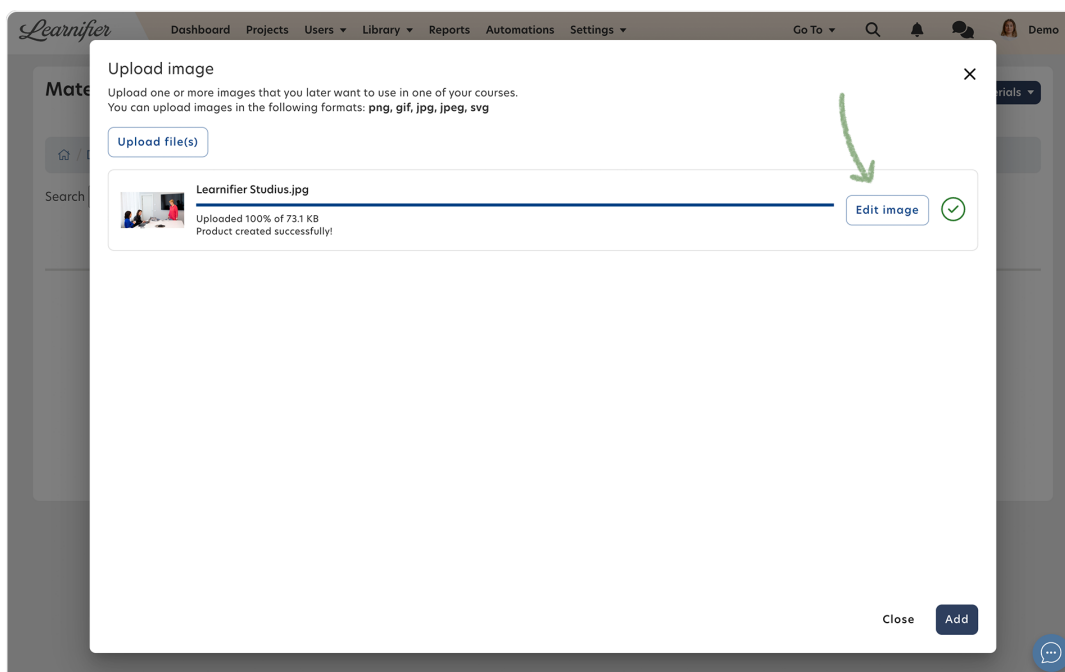 Learnifier
Dashboard Projects Users Library Reports Automations Settings Go To Demo
Mate
rials
Upload image
Upload one or more images that you later want to use in one of your courses.
You can upload images in the following formats: png, gif, jpg, jpeg, svg
Upload file(s)
Search
Learnifier Studius.jpg
Uploaded 100% of 73.1 KB
Product created successfully!
Edit image
Close Add